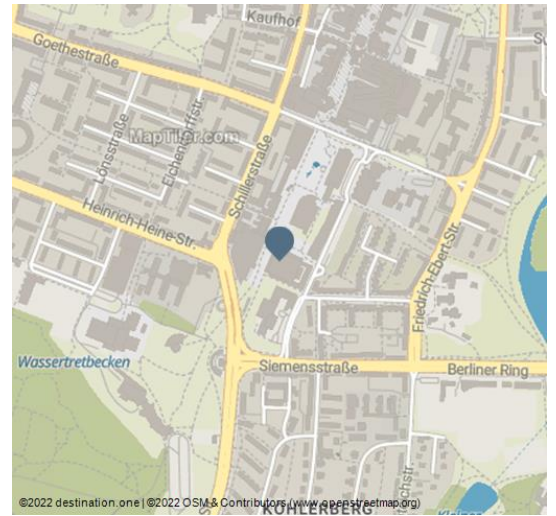 Kaufhof
Goethestraße
Su
MapTiler.com
Lönsstraße
Eichendorffstr.
Schillerstraße
Heinrich-Heine-Str.
Friedrich-Ebert-Str.
Wassertretbecken
Siemensstraße
Berliner Ring
©2022 destination.one | ©2022 OSM & Contributors (www.openstreetmap.org)
KOHLERBERG